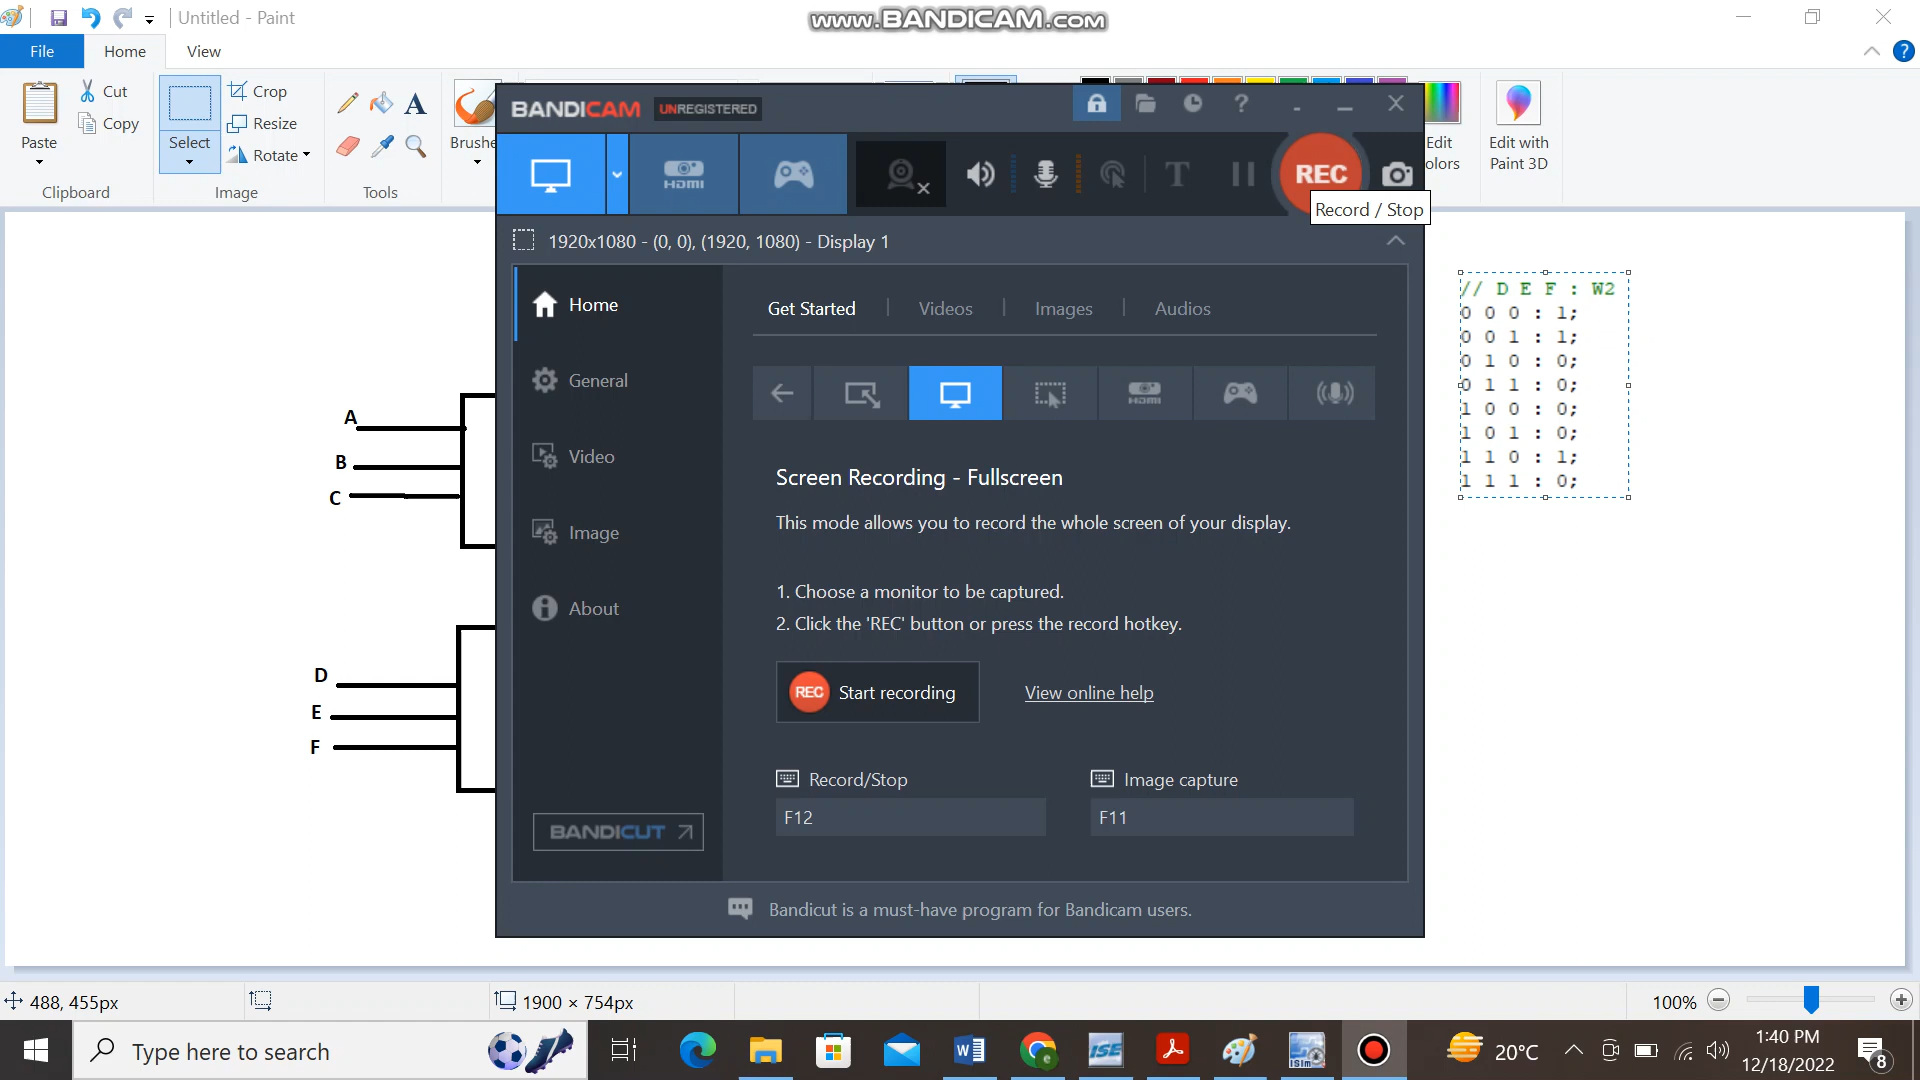 Untitled - Paint
www.BANDICAM.com
File
Home
View
Paste
Cut
Copy
Clipboard
Select
Crop
Resize
Rotate
Image
Tools
Brushe
Edit
olors
Edit with
Paint 3D
BANDICAM
UNREGISTERED
HDMI
T
REC
Record / Stop
1920x1080 - (0, 0), (1920, 1080) - Display 1
Home
General
Video
Image
About
BANDICUT
Get Started
Videos
Images
Audios
HDMI
Screen Recording - Fullscreen
This mode allows you to record the whole screen of your display.
1. Choose a monitor to be captured.
2. Click the 'REC' button or press the record hotkey.
REC Start recording
View online help
Record/Stop
F12
Image capture
F11
Bandicut is a must-have program for Bandicam users.
A
B
C
D
E
F
// D E F : W2
0 0 0 : 1;
0 0 1 : 1;
0 1 0 : 0;
0 1 1 : 0;
1 0 0 : 0;
1 0 1 : 0;
1 1 0 : 1;
1 1 1 : 0;
488, 455px
1900 × 754px
100%
Type here to search
ISE
ISim
20°C
1:40 PM
12/18/2022
8